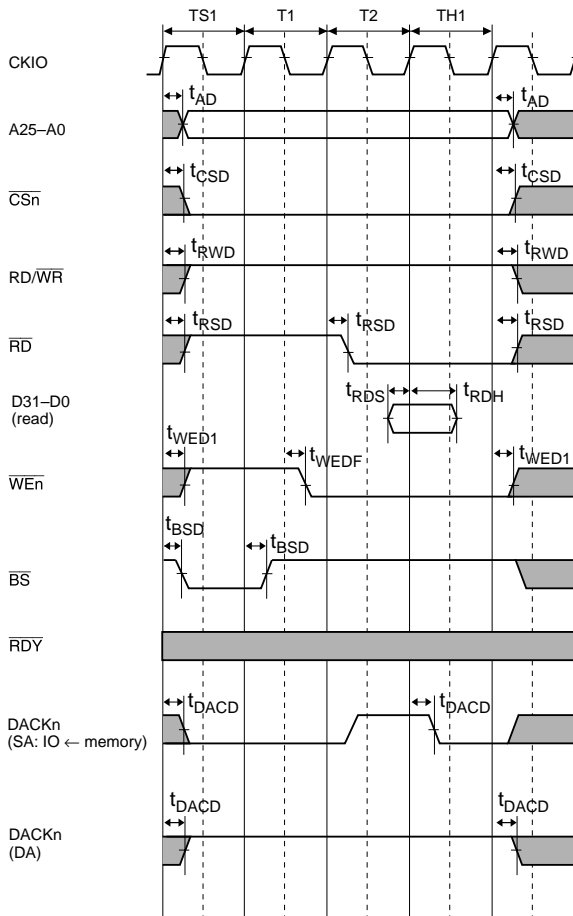 TS1 T1 T2 TH1
CKIO
tAD tAD
A25–A0
tCSD tCSD
CSn
tRWD tRWD
RD/WR
tRSD tRSD tRSD
RD
D31–D0
(read)
tRDS tRDH
tWED1 tWEDF tWED1
WEn
tBSD tBSD
BS
RDY
tDACD tDACD
DACKn
(SA: IO ← memory)
tDACD tDACD
DACKn
(DA)